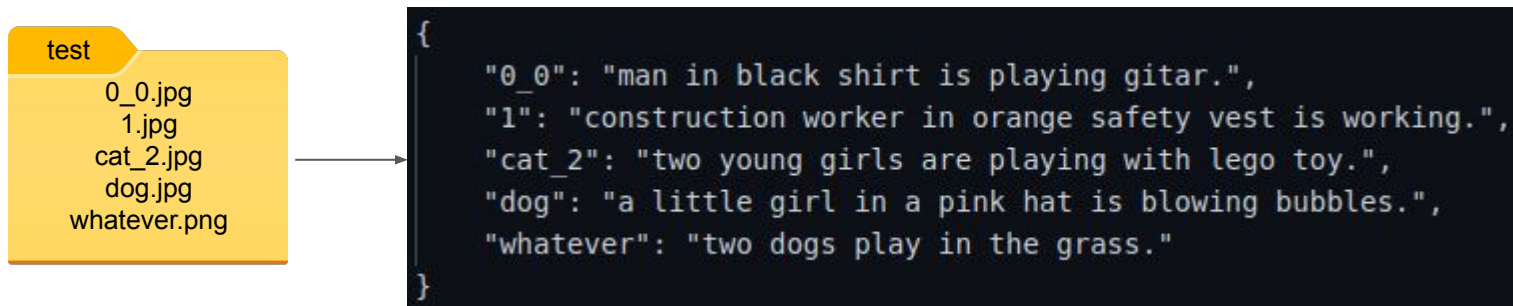 test
0_0.jpg
1.jpg
cat_2.jpg
dog.jpg
whatever.png
{
"0_0": "man in black shirt is playing gitar.",
"1": "construction worker in orange safety vest is working.",
"cat_2": "two young girls are playing with lego toy.",
"dog": "a little girl in a pink hat is blowing bubbles.",
"whatever": "two dogs play in the grass."
}